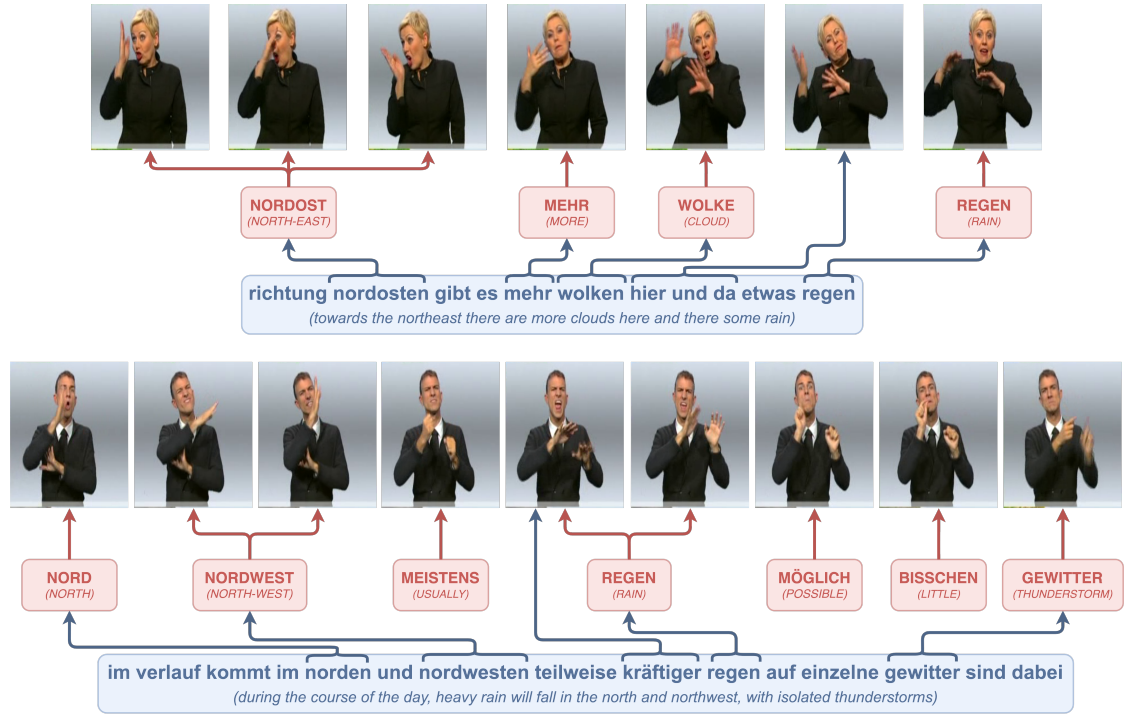 NORDOST
(NORTH-EAST)
MEHR
(MORE)
WOLKE
(CLOUD)
REGEN
(RAIN)
richtung nordosten gibt es mehr wolken hier und da etwas regen
(towards the northeast there are more clouds here and there some rain)
NORD
(NORTH)
NORDWEST
(NORTH-WEST)
MEISTENS
(USUALLY)
REGEN
(RAIN)
MÖGLICH
(POSSIBLE)
BISSCHEN
(LITTLE)
GEWITTER
(THUNDERSTORM)
im verlauf kommt im norden und nordwesten teilweise kräftiger regen auf einzelne gewitter sind dabei
(during the course of the day, heavy rain will fall in the north and northwest, with isolated thunderstorms)